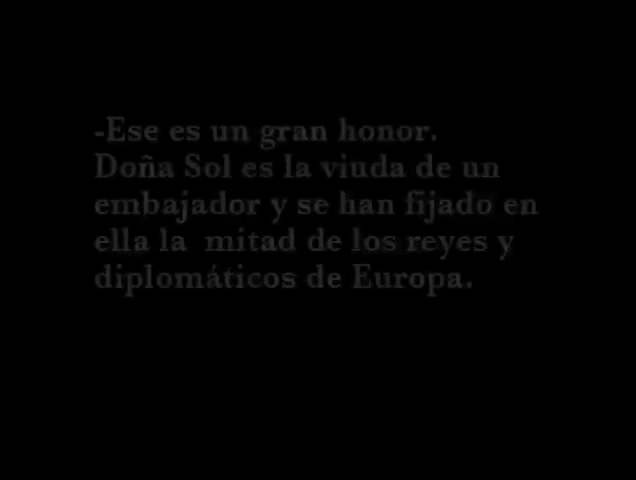 -Ese es un gran honor.
Doña Sol es la viuda de un
embajador y se han fijado en
ella la mitad de los reyes y
diplomáticos de Europa.